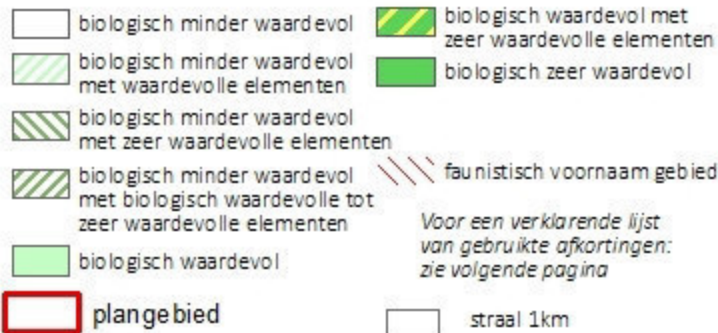 biologisch minder waardevol
biologisch minder waardevol
met waardevolle elementen
biologisch minder waardevol
met zeer waardevolle elementen
biologisch minder waardevol
met biologisch waardevolle tot
zeer waardevolle elementen
biologisch waardevol
plangebied
biologisch waardevol met
zeer waardevolle elementen
biologisch zeer waardevol
faunistisch voornaam gebied
Voor een verklarende lijst
van gebruikte afkortingen:
zie volgende pagina
straal 1km